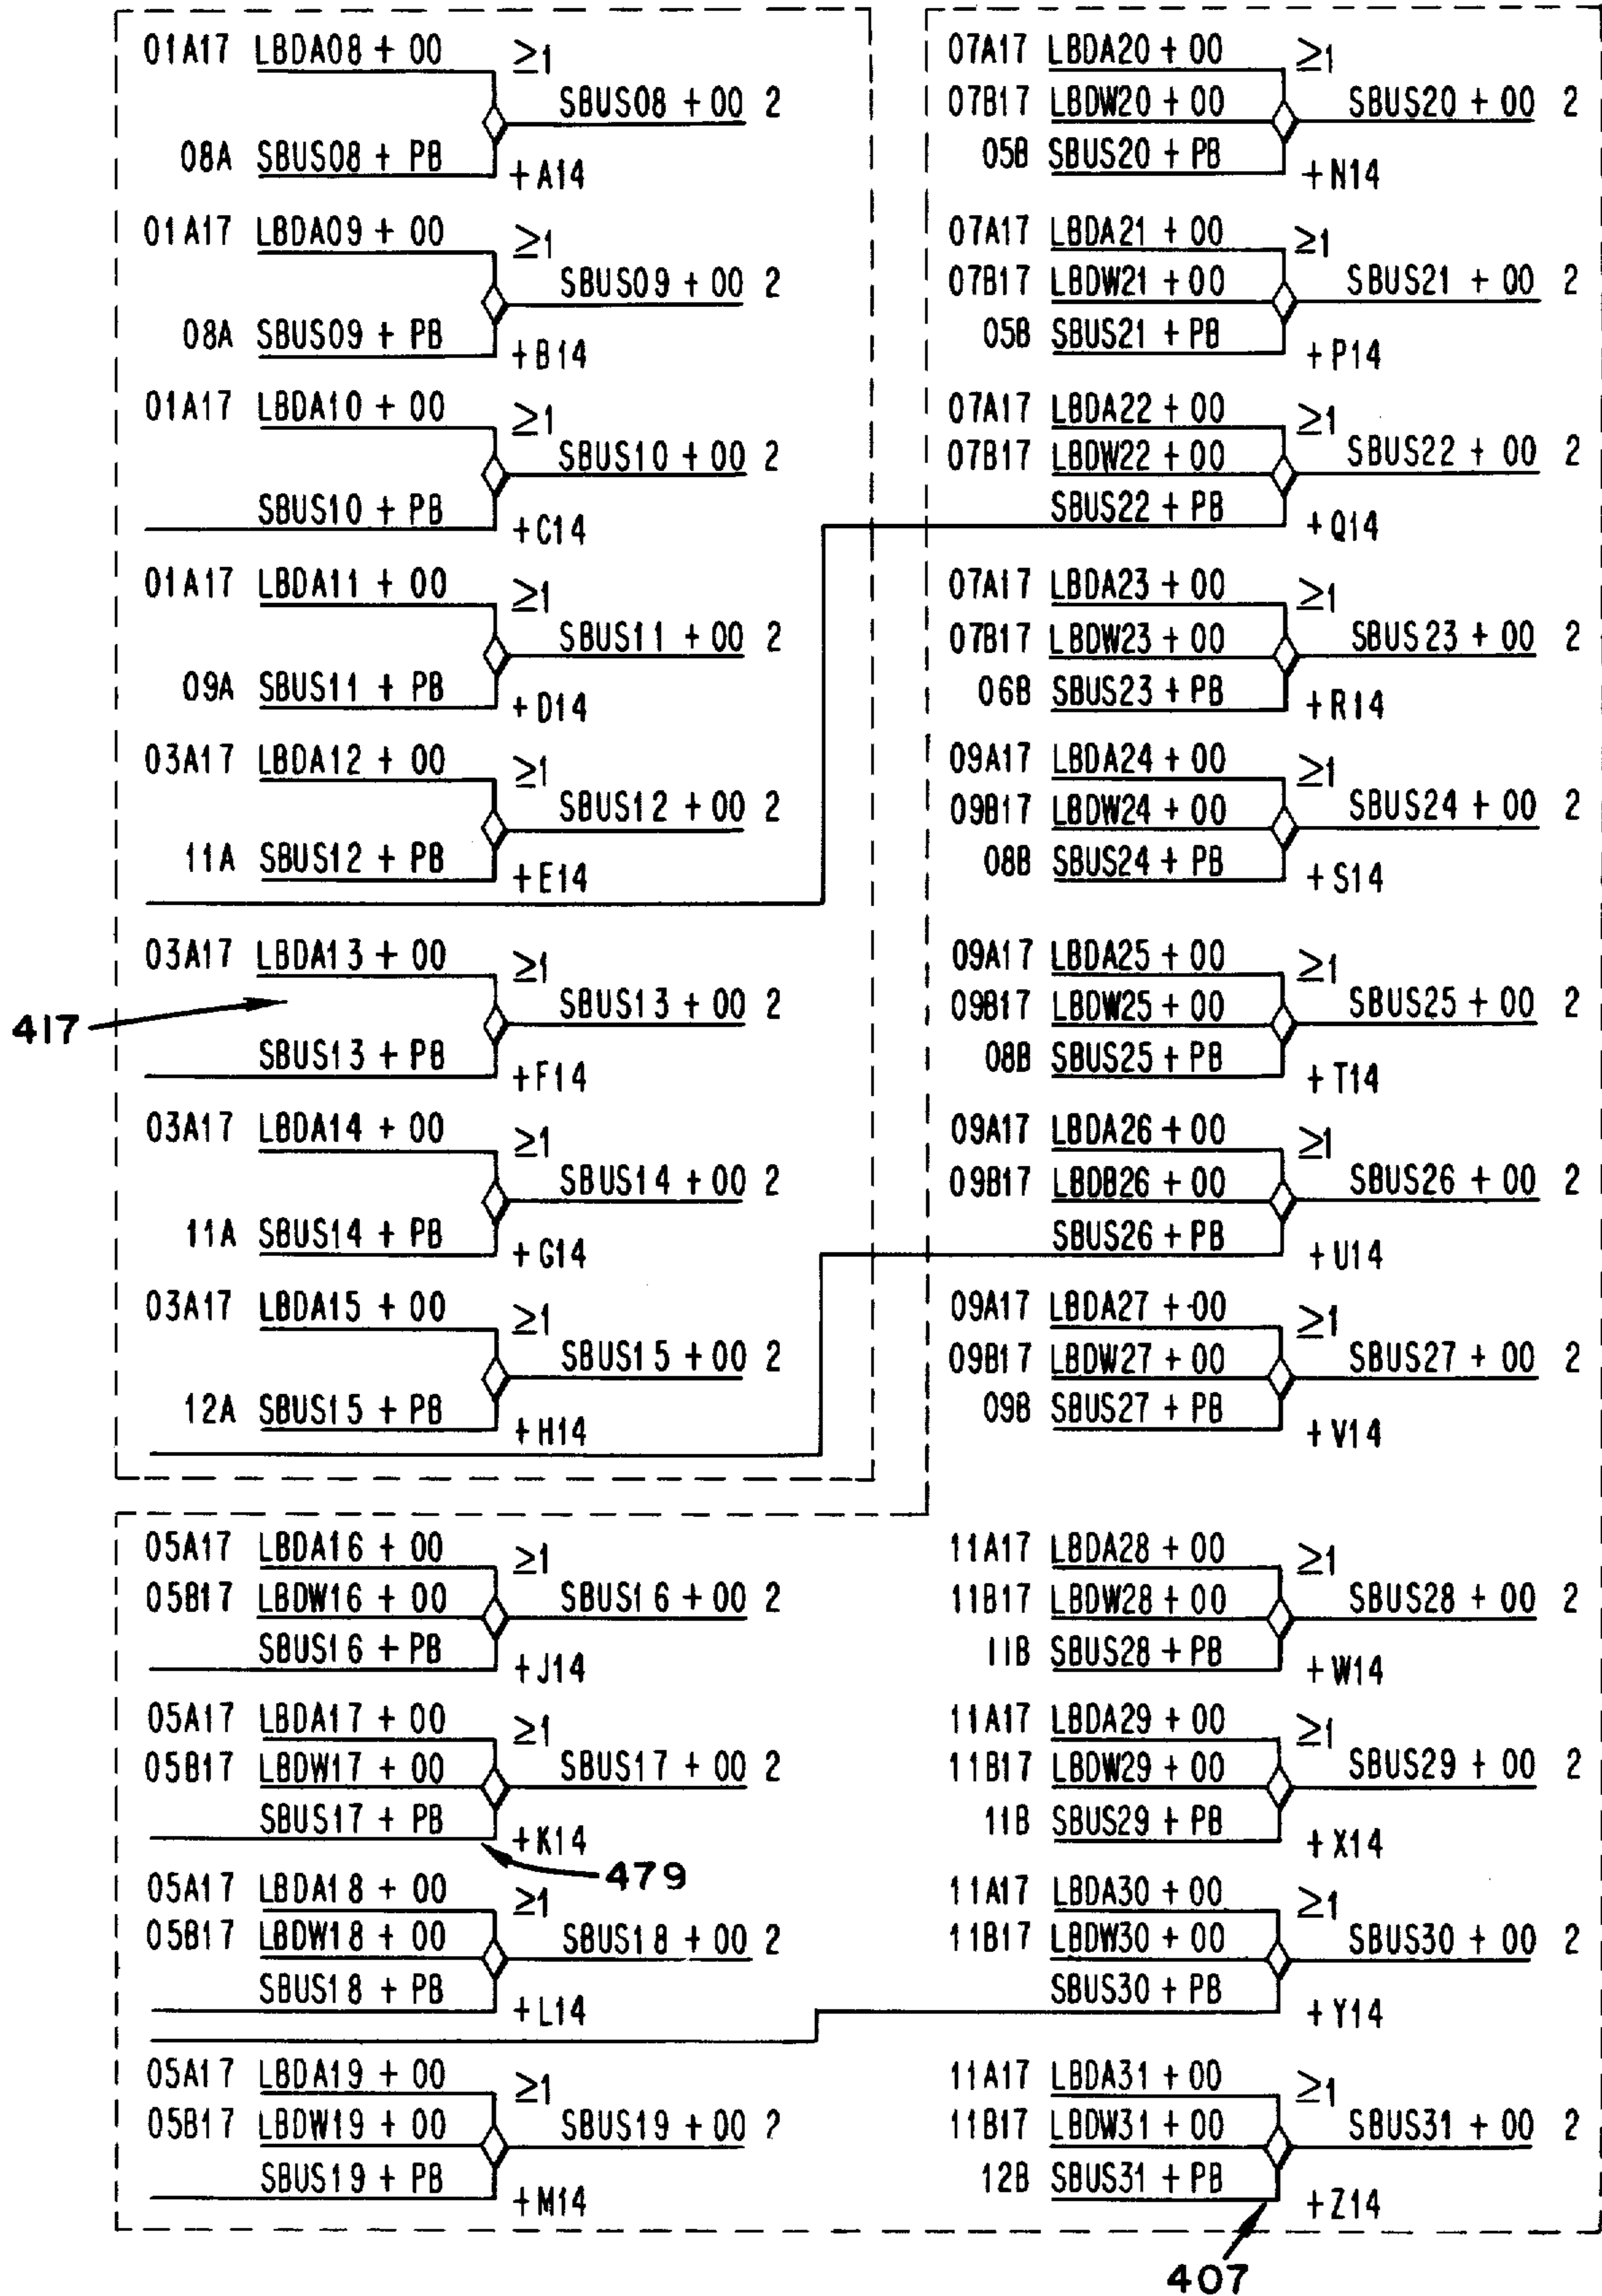 01A17 LBDA08 + 00 ≥1
SBUS08 + 00 2
08A SBUS08 + PB +A14
01A17 LBDA09 + 00 ≥1
SBUS09 + 00 2
08A SBUS09 + PB +B14
01A17 LBDA10 + 00 ≥1
SBUS10 + 00 2
SBUS10 + PB +C14
01A17 LBDA11 + 00 ≥1
SBUS11 + 00 2
09A SBUS11 + PB +D14
03A17 LBDA12 + 00 ≥1
SBUS12 + 00 2
11A SBUS12 + PB +E14
03A17 LBDA13 + 00 ≥1
417
SBUS13 + 00 2
SBUS13 + PB +F14
03A17 LBDA14 + 00 ≥1
SBUS14 + 00 2
11A SBUS14 + PB +G14
03A17 LBDA15 + 00 ≥1
SBUS15 + 00 2
12A SBUS15 + PB +H14
05A17 LBDA16 + 00 ≥1
05B17 LBDW16 + 00 SBUS16 + 00 2
SBUS16 + PB +J14
05A17 LBDA17 + 00 ≥1
05B17 LBDW17 + 00 SBUS17 + 00 2
SBUS17 + PB +K14
479
05A17 LBDA18 + 00 ≥1
05B17 LBDW18 + 00 SBUS18 + 00 2
SBUS18 + PB +L14
05A17 LBDA19 + 00 ≥1
05B17 LBDW19 + 00 SBUS19 + 00 2
SBUS19 + PB +M14
07A17 LBDA20 + 00 ≥1
07B17 LBDW20 + 00 SBUS20 + 00 2
05B SBUS20 + PB +N14
07A17 LBDA21 + 00 ≥1
07B17 LBDW21 + 00 SBUS21 + 00 2
05B SBUS21 + PB +P14
07A17 LBDA22 + 00 ≥1
07B17 LBDW22 + 00 SBUS22 + 00 2
SBUS22 + PB +Q14
07A17 LBDA23 + 00 ≥1
07B17 LBDW23 + 00 SBUS23 + 00 2
06B SBUS23 + PB +R14
09A17 LBDA24 + 00 ≥1
09B17 LBDW24 + 00 SBUS24 + 00 2
08B SBUS24 + PB +S14
09A17 LBDA25 + 00 ≥1
09B17 LBDW25 + 00 SBUS25 + 00 2
08B SBUS25 + PB +T14
09A17 LBDA26 + 00 ≥1
09B17 LBDB26 + 00 SBUS26 + 00 2
SBUS26 + PB +U14
09A17 LBDA27 + 00 ≥1
09B17 LBDW27 + 00 SBUS27 + 00 2
09B SBUS27 + PB +V14
11A17 LBDA28 + 00 ≥1
11B17 LBDW28 + 00 SBUS28 + 00 2
11B SBUS28 + PB +W14
11A17 LBDA29 + 00 ≥1
11B17 LBDW29 + 00 SBUS29 + 00 2
11B SBUS29 + PB +X14
11A17 LBDA30 + 00 ≥1
11B17 LBDW30 + 00 SBUS30 + 00 2
SBUS30 + PB +Y14
11A17 LBDA31 + 00 ≥1
11B17 LBDW31 + 00 SBUS31 + 00 2
12B SBUS31 + PB +Z14
407